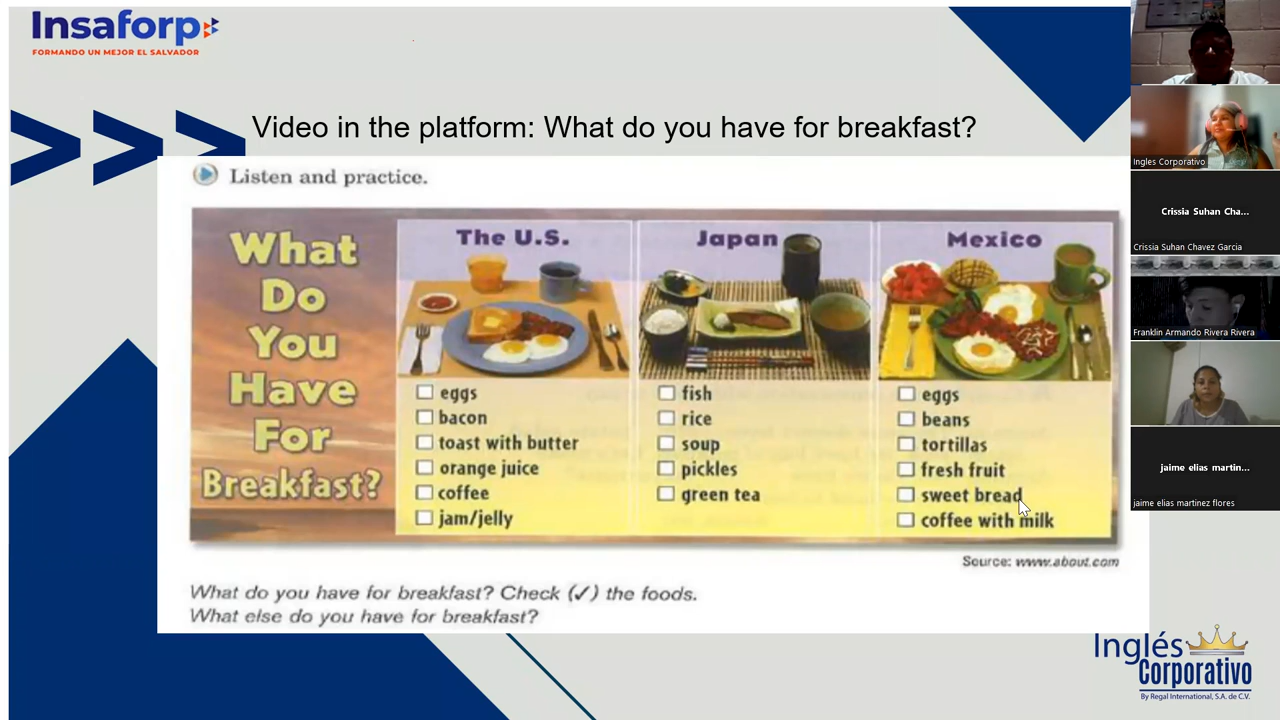 Insaforp
FORMANDO UN MEJOR EL SALVADOR
Video in the platform: What do you have for breakfast?
Listen and practice.
What
Do
You
Have
For
Breakfast?
The U.S.
eggs
bacon
toast with butter
orange juice
coffee
jam/jelly
Japan
fish
rice
soup
pickles
green tea
Mexico
eggs
beans
tortillas
fresh fruit
sweet bread
coffee with milk
Source: www.about.com
What do you have for breakfast? Check (✓) the foods.
What else do you have for breakfast?
Inglés
Corporativo
By Regal International, S.A. de C.V.
Ingles Corporativo
Crissia Suhan Cha...
Crissia Suhan Chavez Garcia
Franklin Armando Rivera Rivera
jaime elias martin...
jaime elias martinez flores